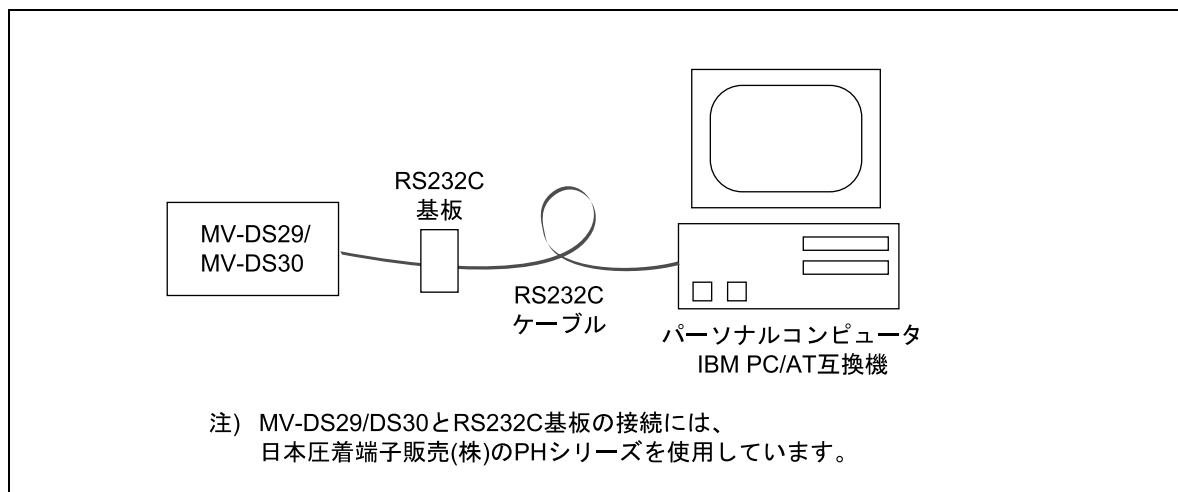 RS232C
基板
MV-DS29/
MV-DS30
RS232C
ケーブル
パーソナルコンピュータ
IBM PC/AT互換機
注) MV-DS29/DS30とRS232C基板の接続には、
日本圧着端子販売(株)のPHシリーズを使用しています。